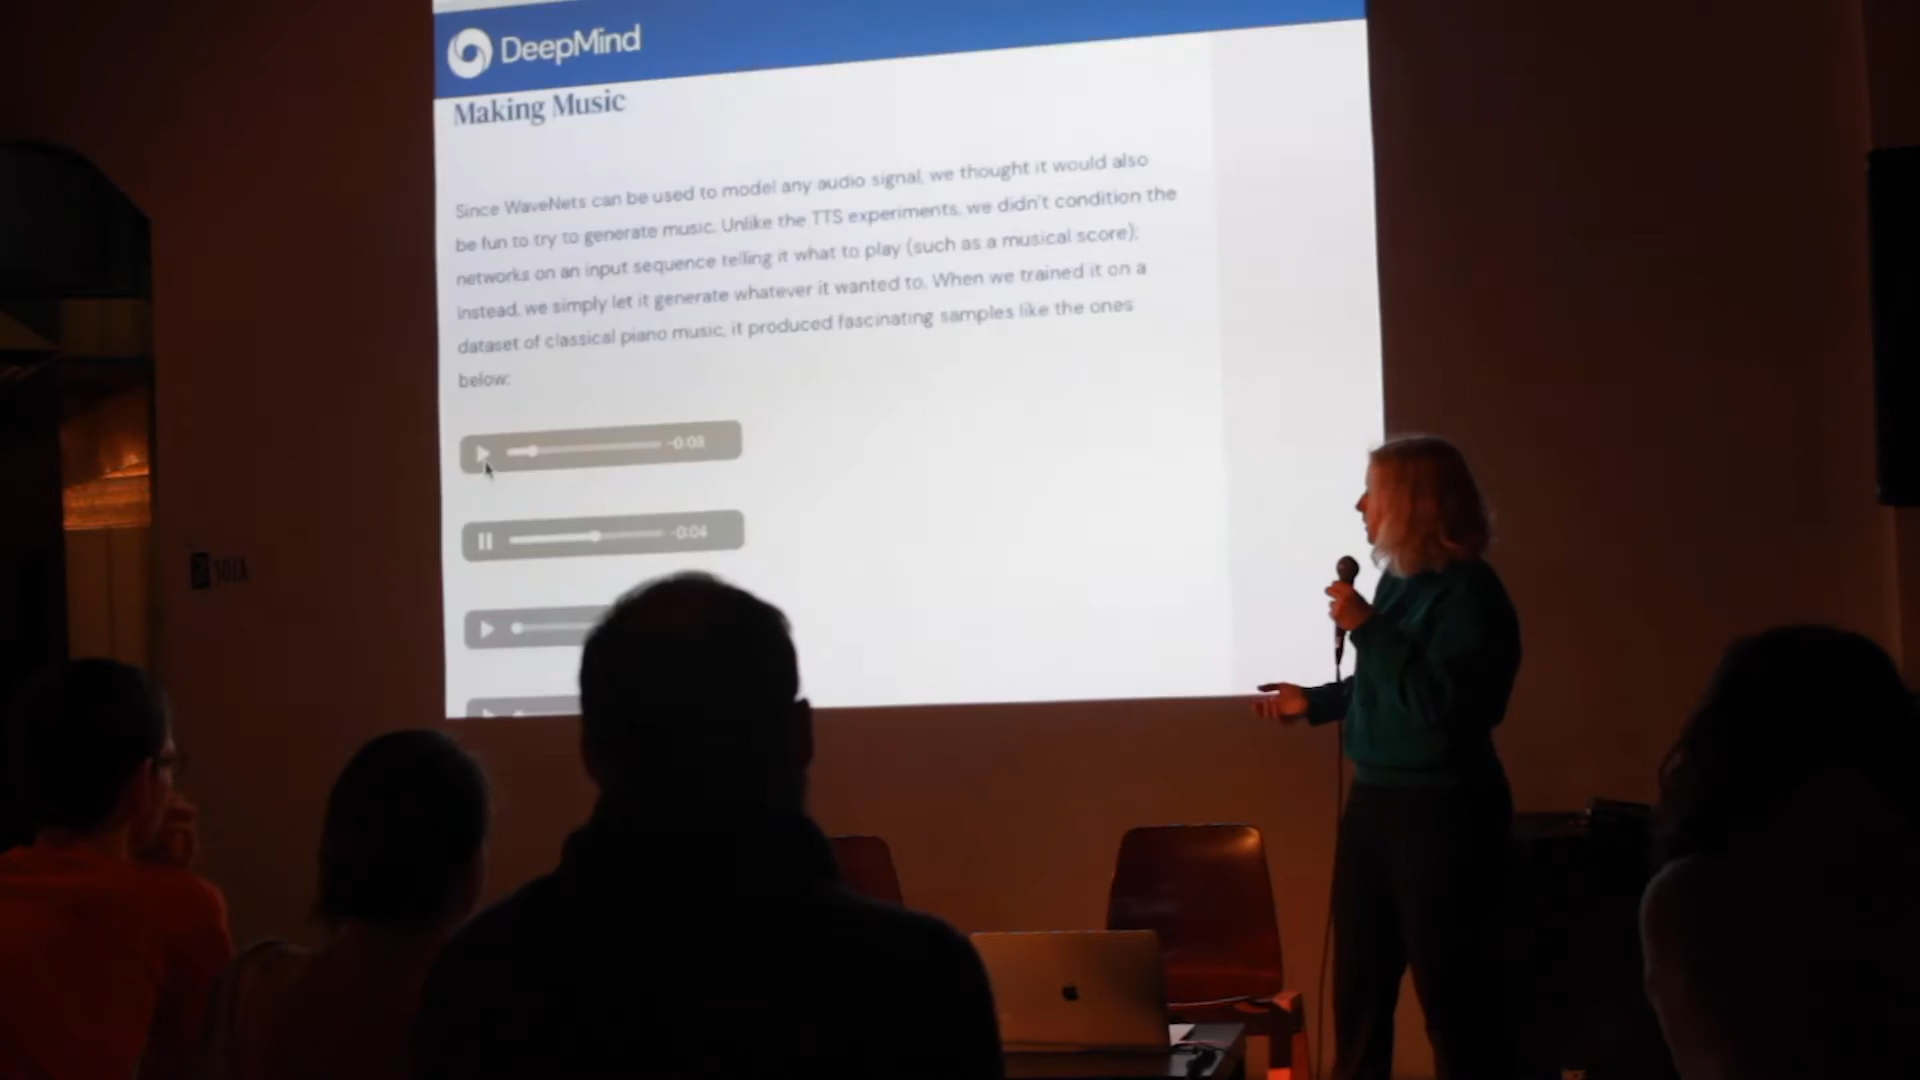 DeepMind
Making Music
Since WaveNets can be used to model any audio signal, we thought it would also
be fun to try to generate music. Unlike the TTS experiments, we didn't condition the
networks on an input sequence telling it what to play (such as a musical score);
instead, we simply let it generate whatever it wanted to. When we trained it on a
dataset of classical piano music, it produced fascinating samples like the ones
below:
-0:08
-0:04